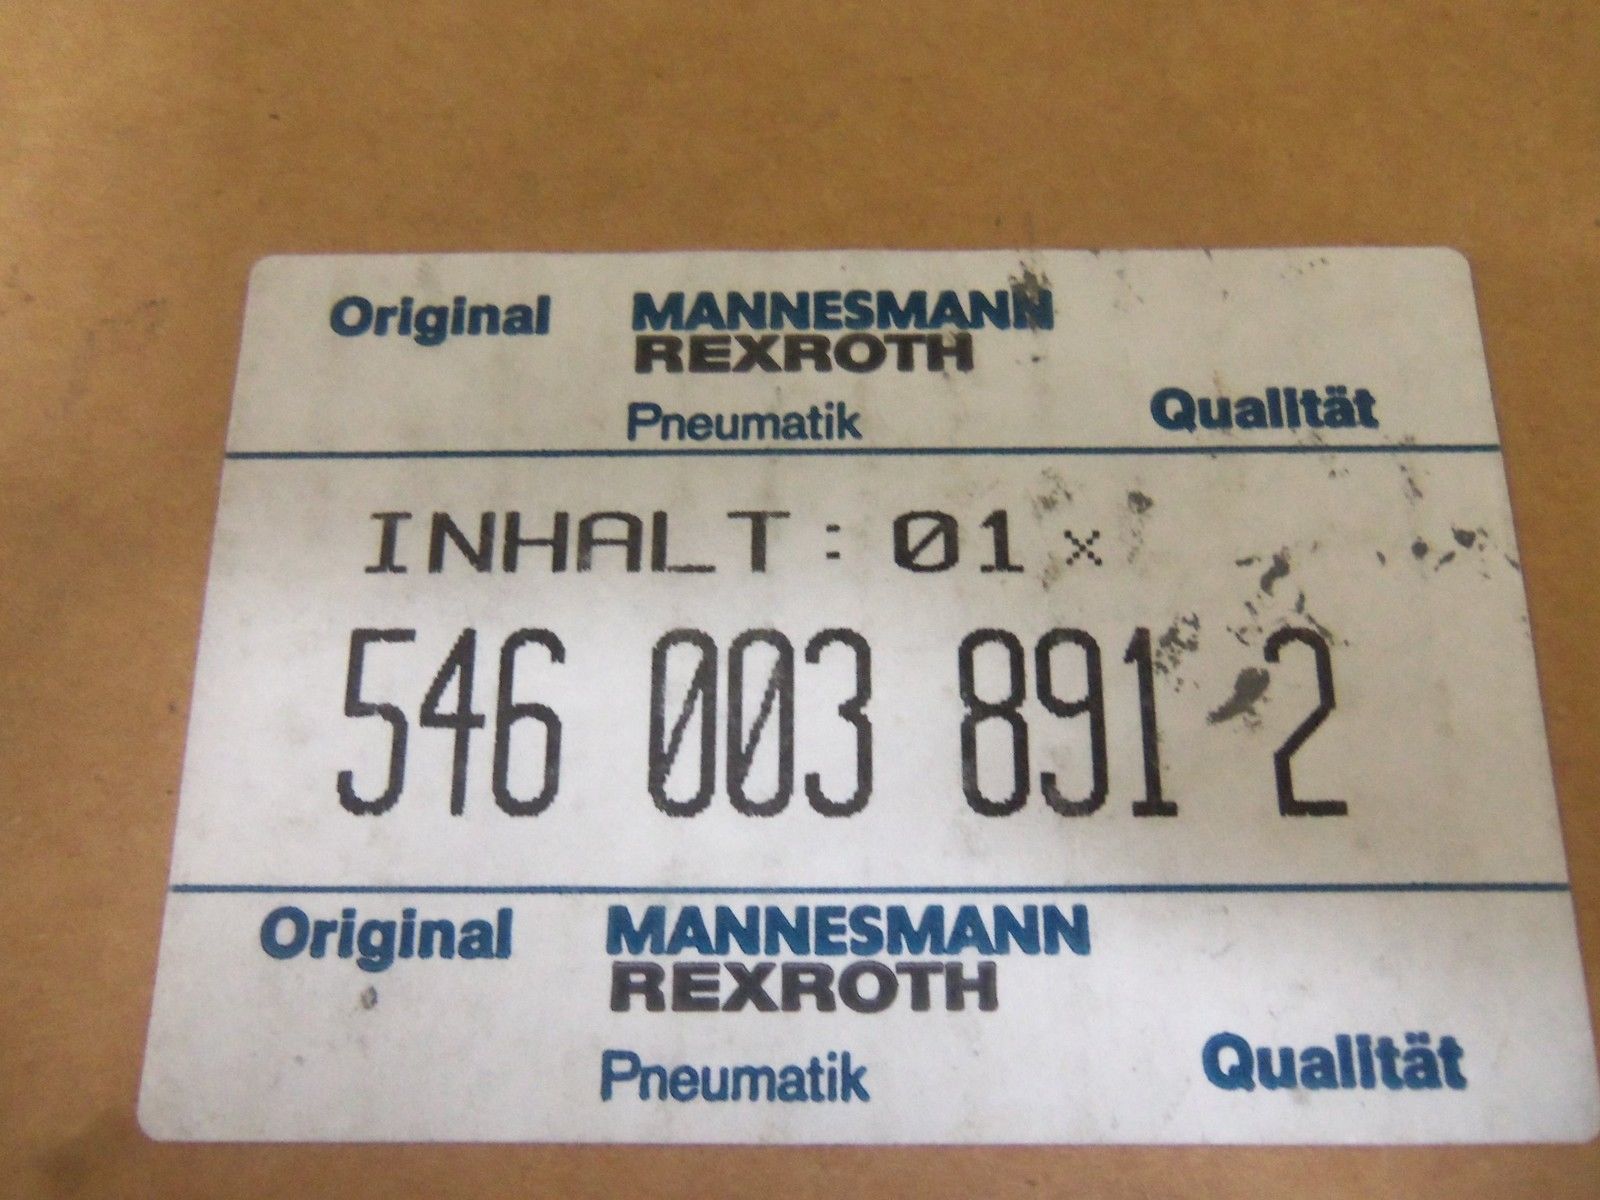 Original MANNESMANN
REXROTH
Pneumatik Qualität
INHALT: 01 x
546 003 891 2
Original MANNESMANN
REXROTH
Pneumatik Qualität